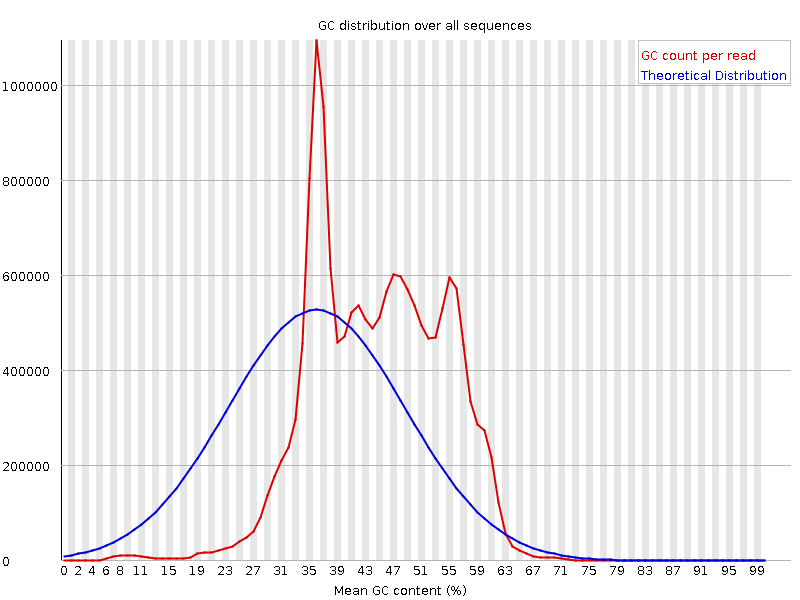 GC distribution over all sequences
GC count per read
Theoretical Distribution
1000000
800000
600000
400000
200000
0
0 2 4 6 8 11 15 19 23 27 31 35 39 43 47 51 55 59 63 67 71 75 79 83 87 91 95 99
Mean GC content (%)